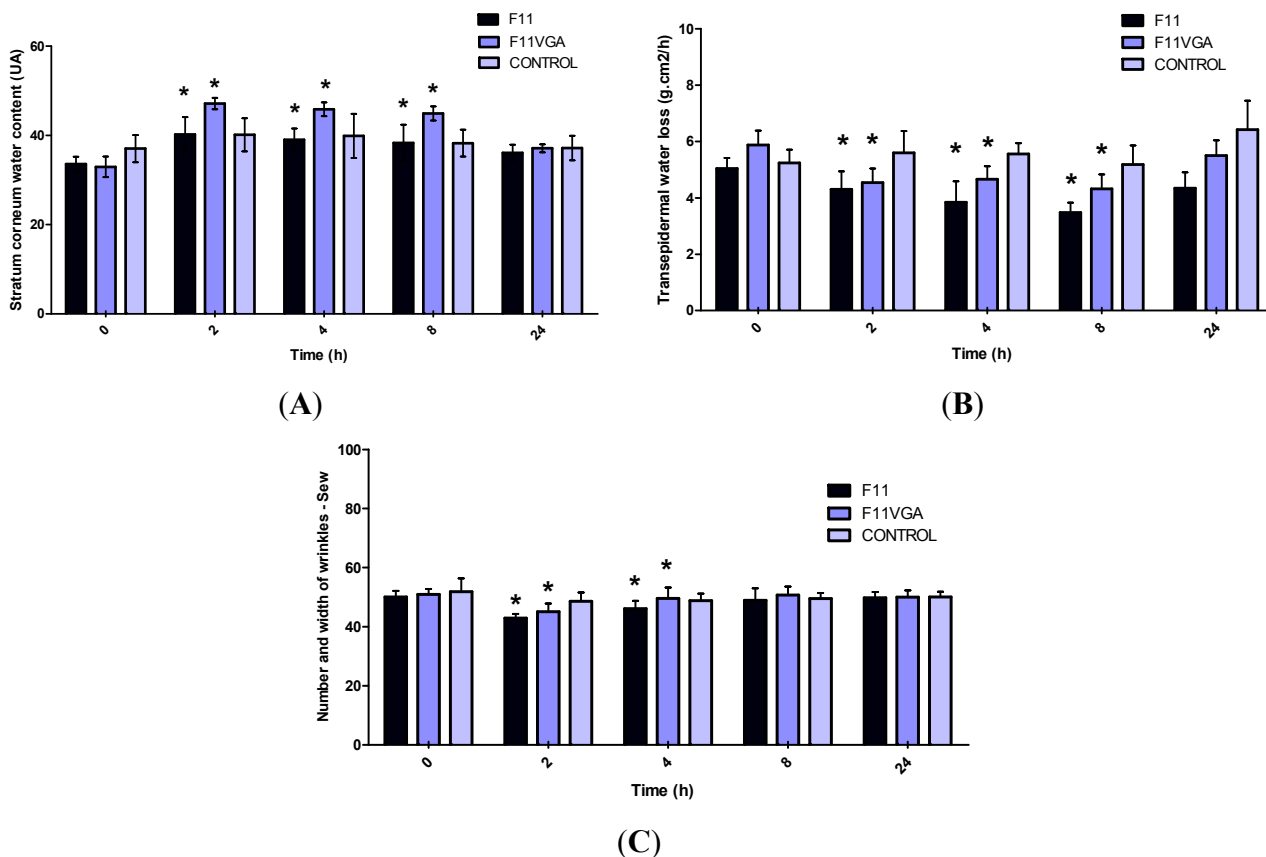 F11
F11VGA
CONTROL
Stratum corneum water content (UA)
60
40
20
0
* * * * * *
0 2 4 8 24
Time (h)
(A)
F11
F11VGA
CONTROL
Transepidermal water loss (g.cm2/h)
10
8
6
4
2
0
* * * * * *
0 2 4 8 24
Time (h)
(B)
F11
F11VGA
CONTROL
Number and width of wrinkles - Sew
100
80
60
40
20
0
* * * *
0 2 4 8 24
Time (h)
(C)